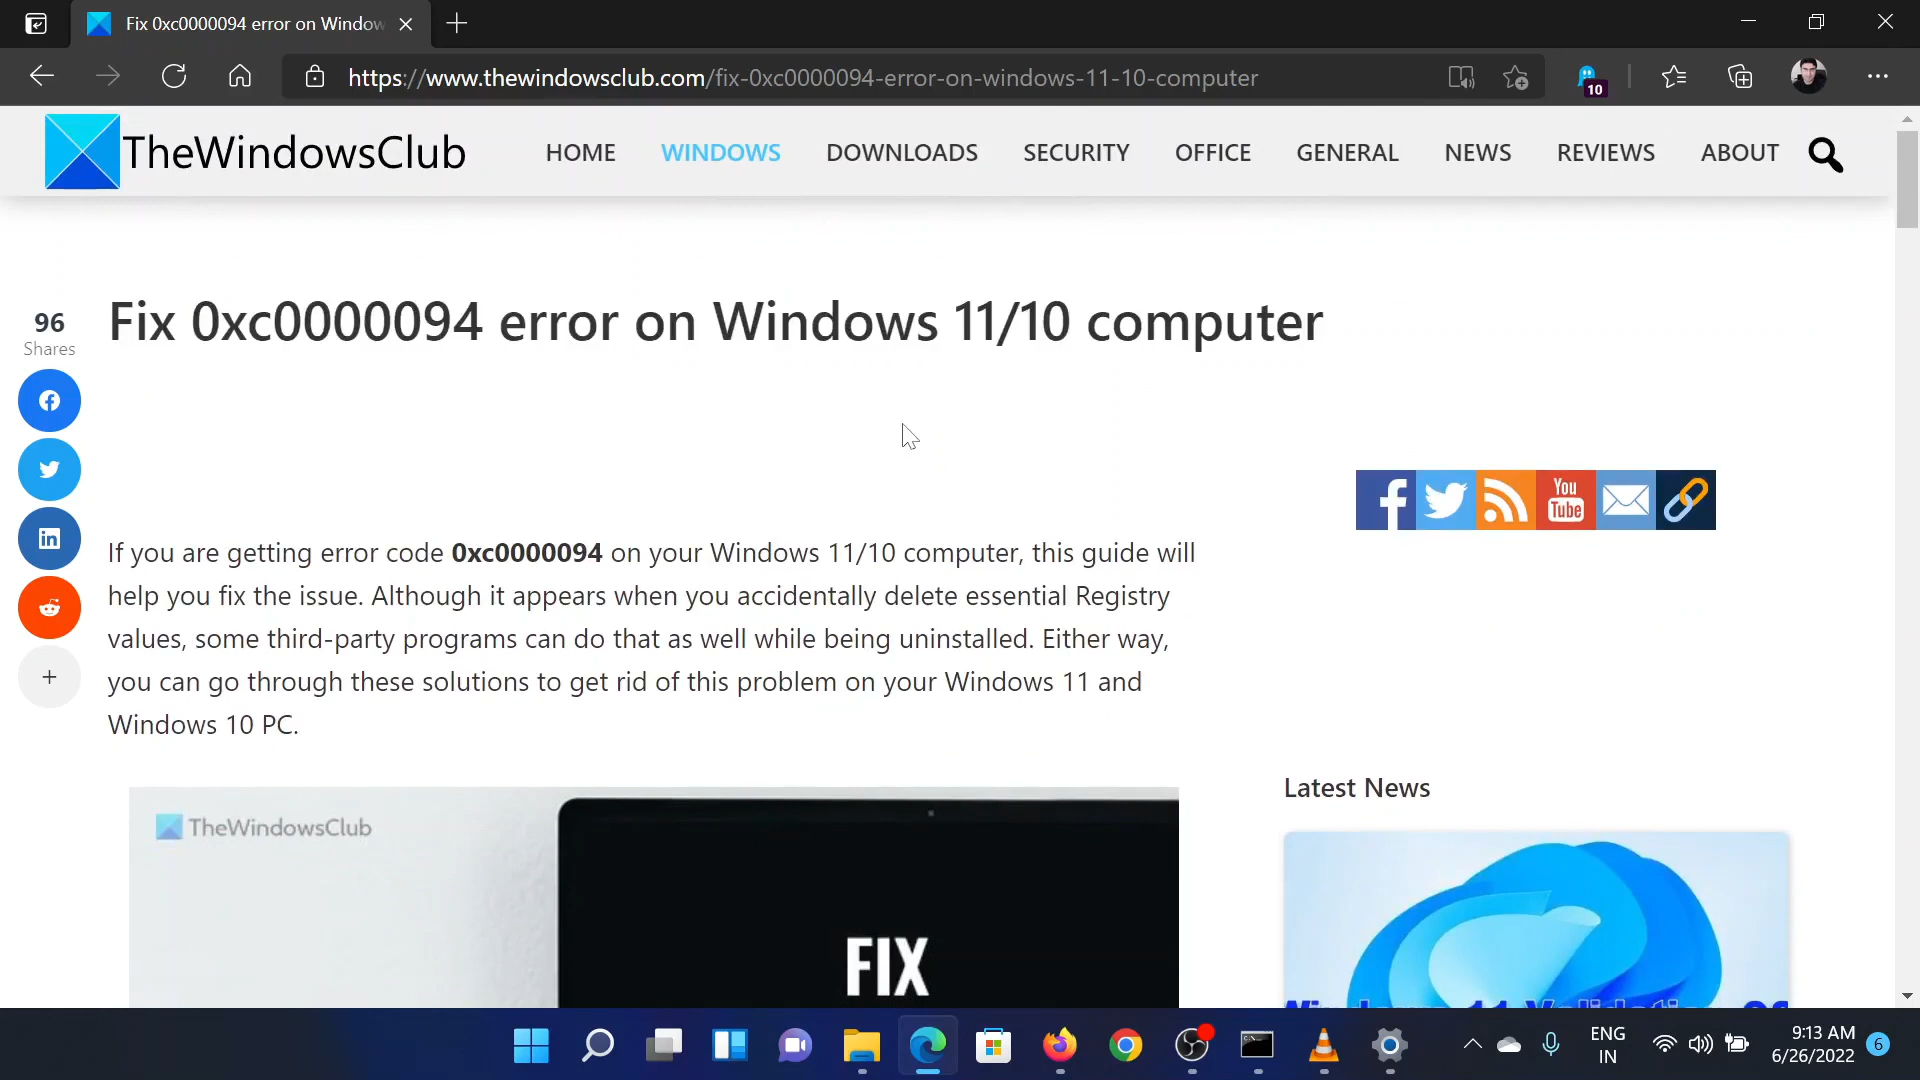 Fix 0xc0000094 error on Window
https://www.thewindowsclub.com/fix-0xc0000094-error-on-windows-11-10-computer
10
TheWindowsClub
HOME WINDOWS DOWNLOADS SECURITY OFFICE GENERAL NEWS REVIEWS ABOUT
Fix 0xc0000094 error on Windows 11/10 computer
96
Shares
You
Tube
If you are getting error code 0xc0000094 on your Windows 11/10 computer, this guide will
help you fix the issue. Although it appears when you accidentally delete essential Registry
values, some third-party programs can do that as well while being uninstalled. Either way,
you can go through these solutions to get rid of this problem on your Windows 11 and
Windows 10 PC.
TheWindowsClub
FIX
Latest News
ENG
IN
9:13 AM
6/26/2022
6